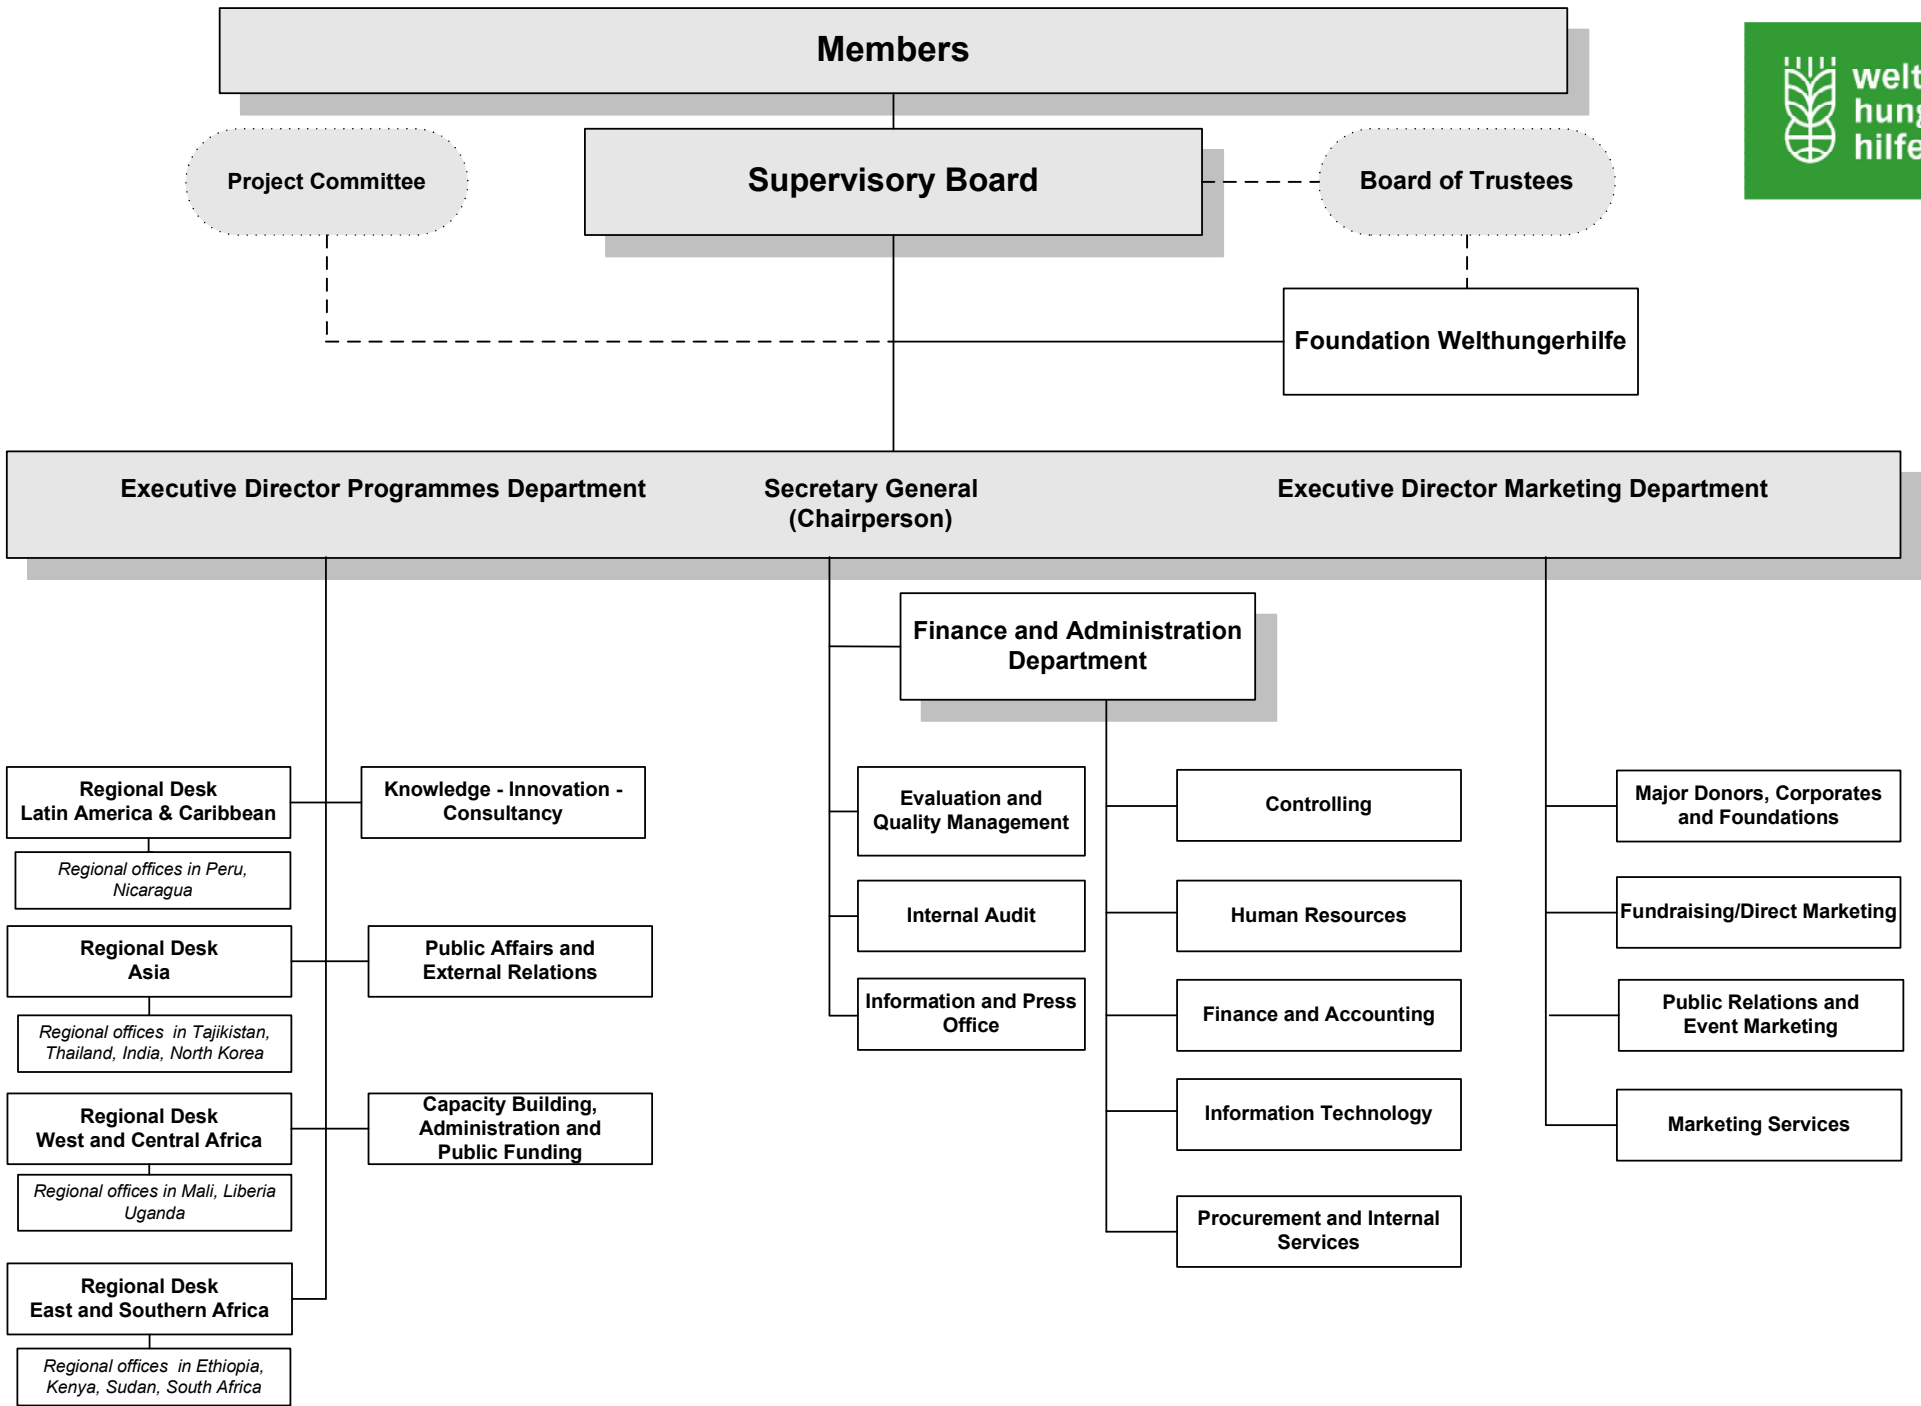 Members
welt
hung
hilfe
Project Committee
Supervisory Board
Board of Trustees
Foundation Welthungerhilfe
Executive Director Programmes Department
Secretary General
(Chairperson)
Executive Director Marketing Department
Finance and Administration
Department
Regional Desk
Latin America & Caribbean
Regional offices in Peru,
Nicaragua
Regional Desk
Asia
Regional offices in Tajikistan,
Thailand, India, North Korea
Regional Desk
West and Central Africa
Regional offices in Mali, Liberia
Uganda
Regional Desk
East and Southern Africa
Regional offices in Ethiopia,
Kenya, Sudan, South Africa
Knowledge - Innovation -
Consultancy
Public Affairs and
External Relations
Capacity Building,
Administration and
Public Funding
Evaluation and
Quality Management
Internal Audit
Information and Press
Office
Controlling
Human Resources
Finance and Accounting
Information Technology
Procurement and Internal
Services
Major Donors, Corporates
and Foundations
Fundraising/Direct Marketing
Public Relations and
Event Marketing
Marketing Services